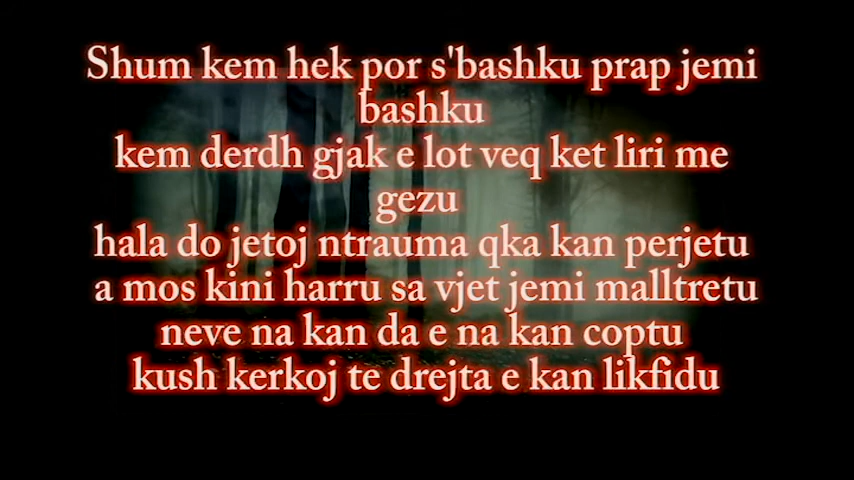 Shum kem hek por s'bashku prap jemi
bashku
kem derdh gjak e lot veq ket liri me
gezu
hala do jetoj ntrauma qka kan perjetu
a mos kini harru sa vjet jemi malltretu
neve na kan da e na kan coptu
kush kerkoj te drejta e kan likfidu